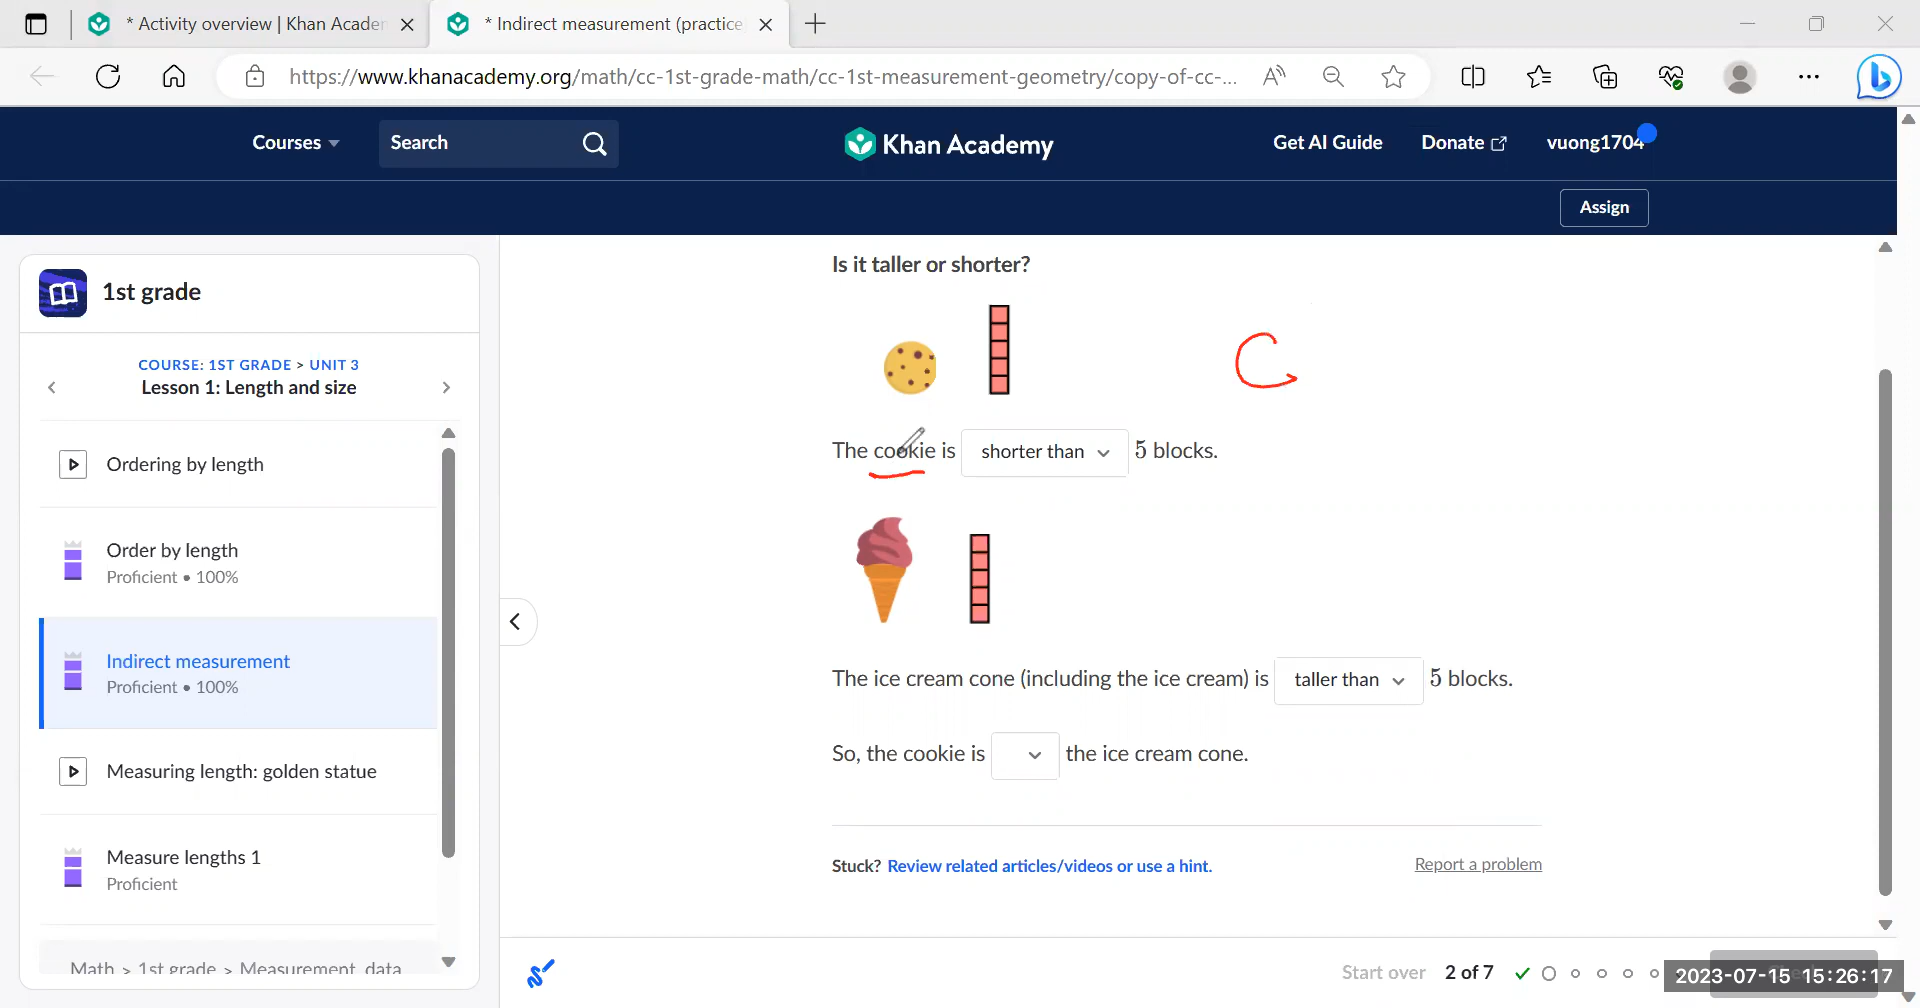 * Activity overview | Khan Academ
* Indirect measurement (practice
https://www.khanacademy.org/math/cc-1st-grade-math/cc-1st-measurement-geometry/copy-of-cc-...
Courses
Search
Khan Academy
Get AI Guide
Donate
vuong1704
Assign
1st grade
COURSE: 1ST GRADE > UNIT 3
Lesson 1: Length and size
Ordering by length
Order by length
Proficient • 100%
Indirect measurement
Proficient • 100%
Measuring length: golden statue
Measure lengths 1
Proficient
Math > 1st grade > Measurement, data,
Is it taller or shorter?
C
The cookie is shorter than 5 blocks.
The ice cream cone (including the ice cream) is taller than 5 blocks.
So, the cookie is the ice cream cone.
Stuck? Review related articles/videos or use a hint.
Report a problem
Start over 2 of 7
2023-07-15 15:26:17